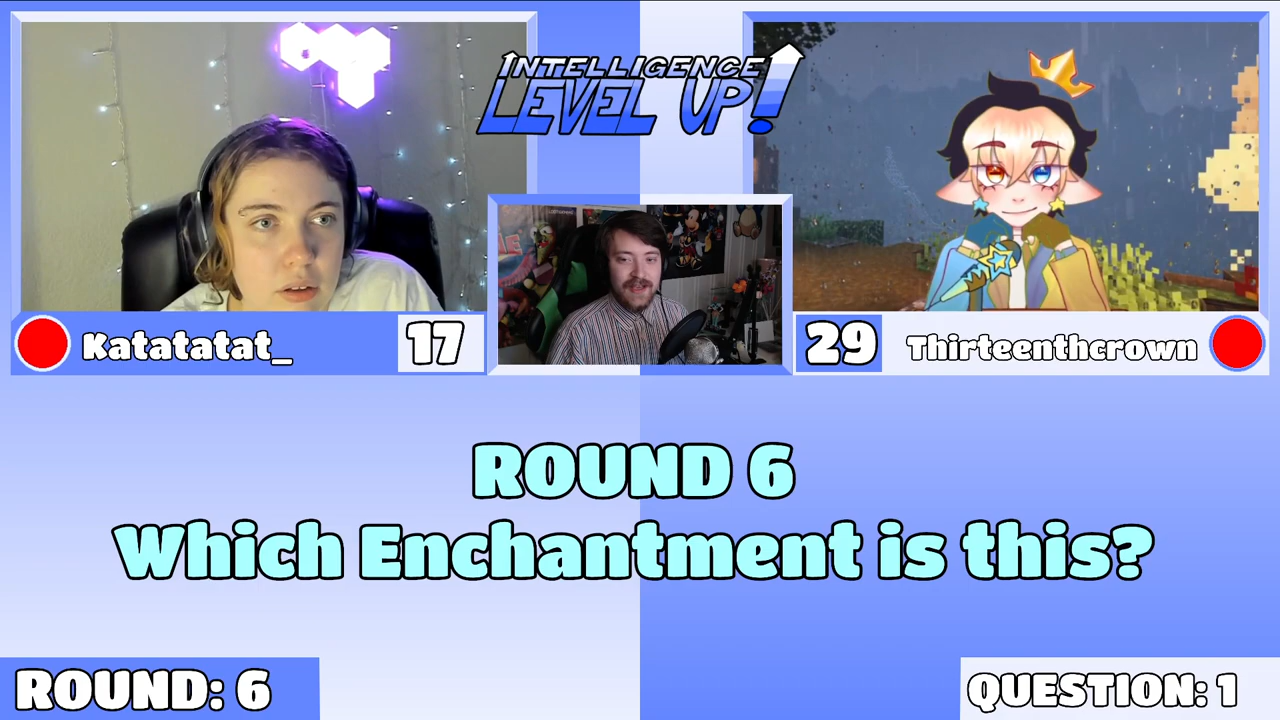 INTELLIGENCE
LEVEL UP!
Katatatat_
17
29
Thirteenthcrown
ROUND 6
Which Enchantment is this?
ROUND: 6
QUESTION: 1